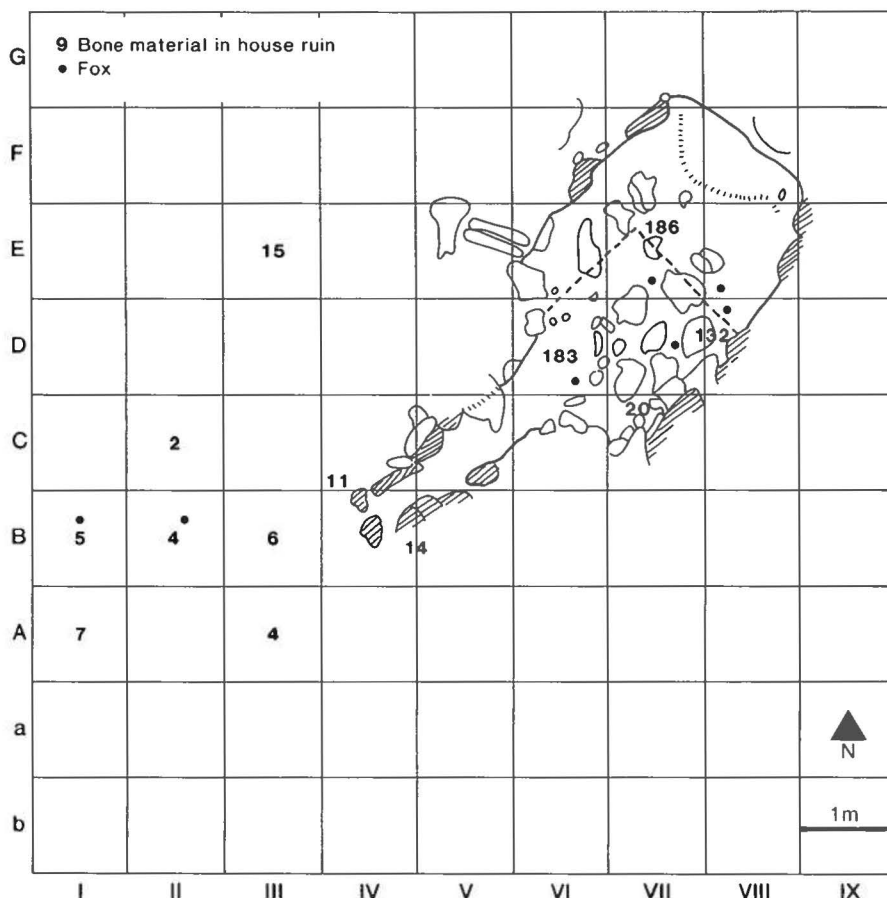 G
9 Bone material in house ruin
• Fox
F
E 15 186
D 183 132
C 2 20
11
B 5 4 6 14
A 7 4
a
N
b 1m
I II III IV V VI VII VIII IX